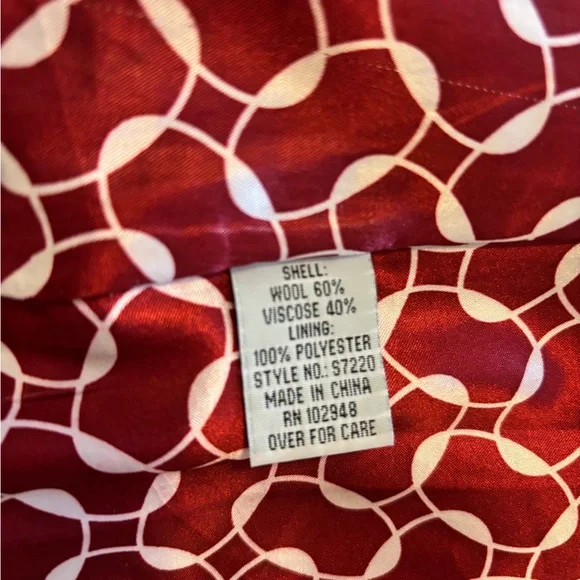 SHELL:
WOOL 60%
VISCOSE 40%
LINING:
100% POLYESTER
STYLE NO.: S7220
MADE IN CHINA
RN 102948
OVER FOR CARE